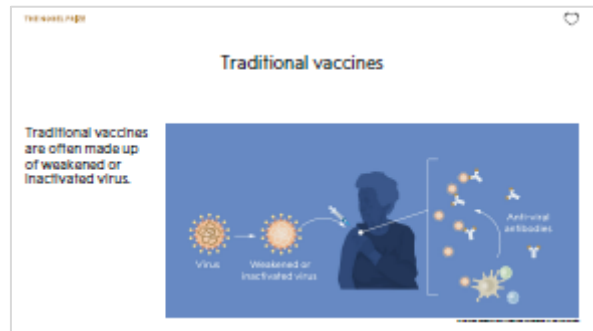 THE NOBEL PRIZE
Traditional vaccines
Traditional vaccines
are often made up
of weakened or
inactivated virus.
Virus
Weakened or
inactivated virus
Anti-viral
antibodies